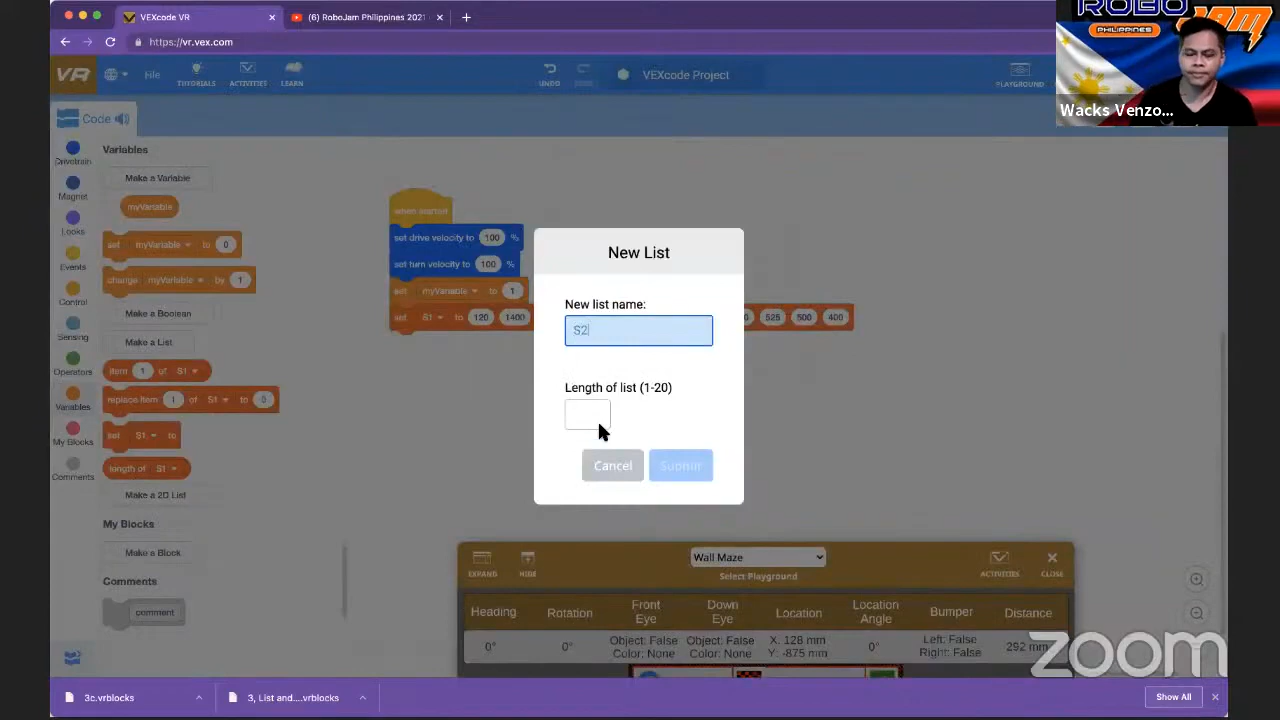 VEXcode VR
(6) RoboJam Philippines 2021
https://vr.vex.com
ROBO JAM
PHILIPPINES
Wacks Venzo...
VR
File
TUTORIALS
ACTIVITIES
LEARN
UNDO
VEXcode Project
PLAYGROUND
Code
Drivetrain
Magnet
Looks
Events
Control
Sensing
Operators
Variables
My Blocks
Comments
Variables
Make a Variable
myVariable
set myVariable to 0
change myVariable by 1
Make a Boolean
Make a List
item 1 of S1
replace item 1 of S1 to 0
set S1 to
length of S1
Make a 2D List
My Blocks
Make a Block
Comments
comment
when started
set drive velocity to 100 %
set turn velocity to 100 %
set myVariable to 1
set S1 to 120 1400
525 500 400
New List
New list name:
S2
Length of list (1-20)
Cancel
Submit
EXPAND
HIDE
Wall Maze
Select Playground
ACTIVITIES
CLOSE
Heading Rotation Front Eye Down Eye Location Location Angle Bumper Distance
0° 0° Object: False Color: None Object: False Color: None X: 128 mm Y: -875 mm 0° Left: False Right: False 292 mm
zoom
3c.vrblocks
3, List and....vrblocks
Show All